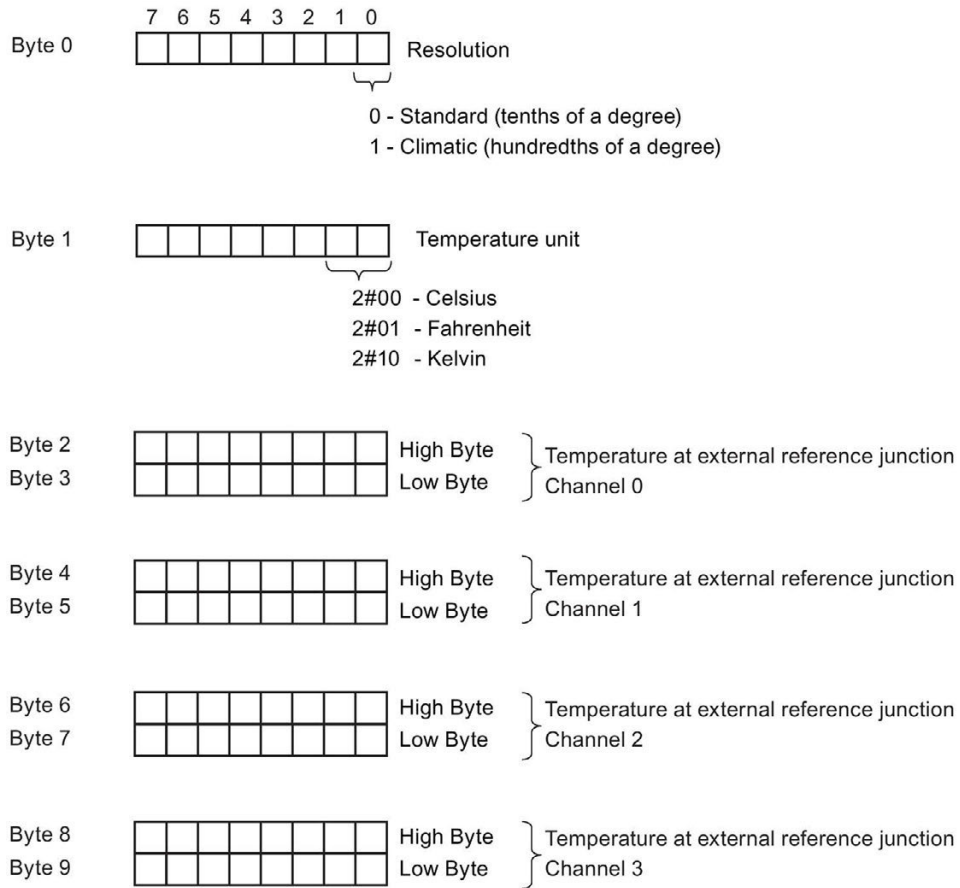 7 6 5 4 3 2 1 0
Byte 0 Resolution
0 - Standard (tenths of a degree)
1 - Climatic (hundredths of a degree)
Byte 1 Temperature unit
2#00 - Celsius
2#01 - Fahrenheit
2#10 - Kelvin
Byte 2 High Byte Temperature at external reference junction
Byte 3 Low Byte Channel 0
Byte 4 High Byte Temperature at external reference junction
Byte 5 Low Byte Channel 1
Byte 6 High Byte Temperature at external reference junction
Byte 7 Low Byte Channel 2
Byte 8 High Byte Temperature at external reference junction
Byte 9 Low Byte Channel 3